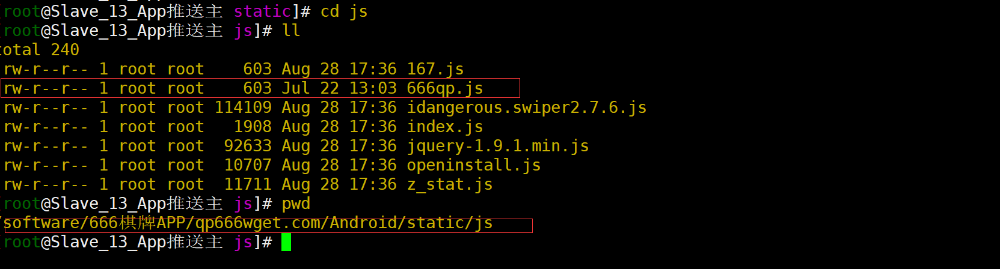 [root@Slave_13_App推送主 static]# cd js
[root@Slave_13_App推送主 js]# ll
total 240
rw-r--r-- 1 root root    603 Aug 28 17:36 167.js
rw-r--r-- 1 root root    603 Jul 22 13:03 666qp.js
rw-r--r-- 1 root root 114109 Aug 28 17:36 idangerous.swiper2.7.6.js
rw-r--r-- 1 root root   1908 Aug 28 17:36 index.js
rw-r--r-- 1 root root  92633 Aug 28 17:36 jquery-1.9.1.min.js
rw-r--r-- 1 root root  10707 Aug 28 17:36 openinstall.js
rw-r--r-- 1 root root  11711 Aug 28 17:36 z_stat.js
[root@Slave_13_App推送主 js]# pwd
/software/666棋牌APP/qp666wget.com/Android/static/js
[root@Slave_13_App推送主 js]#